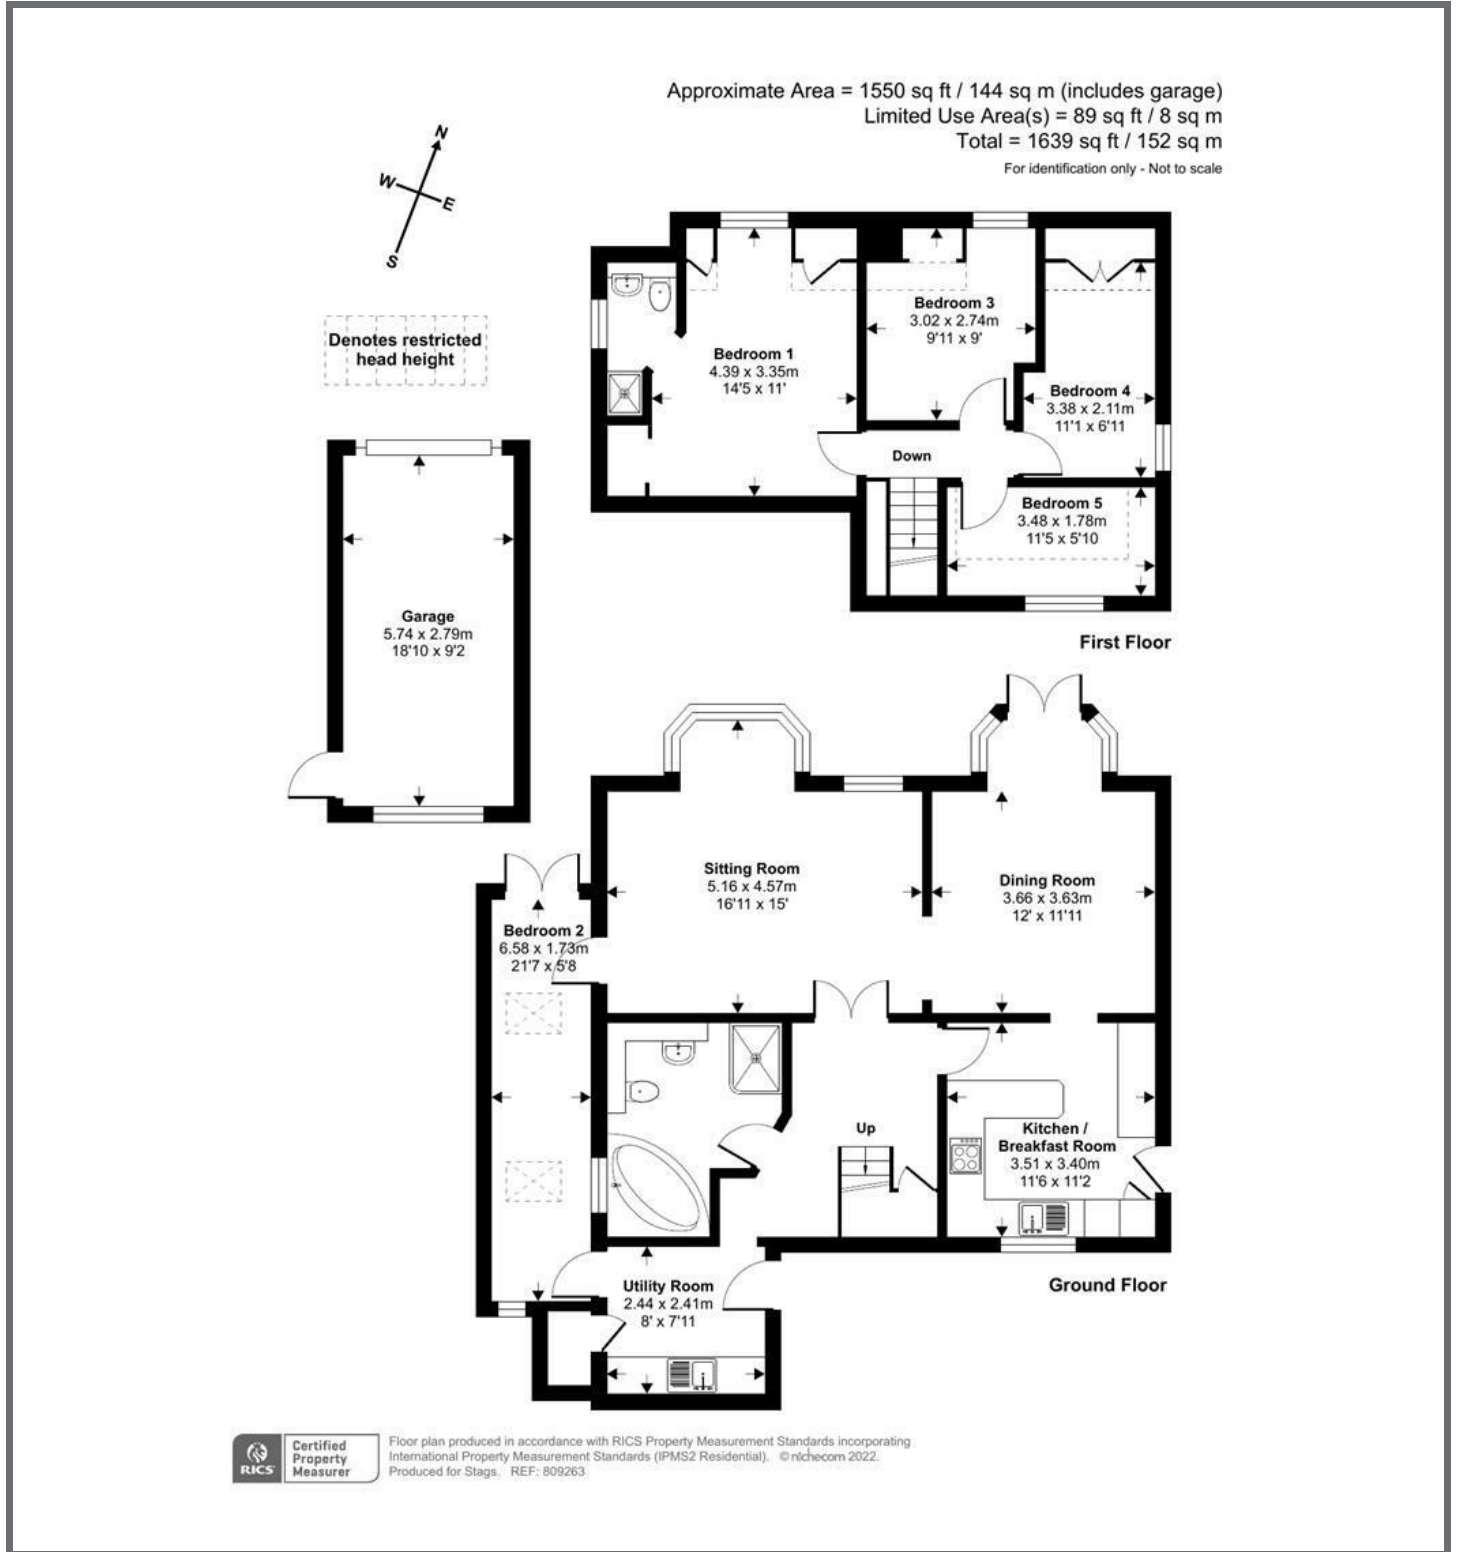 Approximate Area = 1550 sq ft / 144 sq m (includes garage)
Limited Use Area(s) = 89 sq ft / 8 sq m
Total = 1639 sq ft / 152 sq m
For identification only - Not to scale
N
W
E
S
Denotes restricted
head height
Bedroom 1
4.39 x 3.35m
14'5 x 11'
Bedroom 3
3.02 x 2.74m
9'11 x 9'
Bedroom 4
3.38 x 2.11m
11'1 x 6'11
Down
Bedroom 5
3.48 x 1.78m
11'5 x 5'10
First Floor
Garage
5.74 x 2.79m
18'10 x 9'2
Sitting Room
5.16 x 4.57m
16'11 x 15'
Dining Room
3.66 x 3.63m
12' x 11'11
Bedroom 2
6.58 x 1.73m
21'7 x 5'8
Up
Kitchen /
Breakfast Room
3.51 x 3.40m
11'6 x 11'2
Utility Room
2.44 x 2.41m
8' x 7'11
Ground Floor
RICS
Certified
Property
Measurer
Floor plan produced in accordance with RICS Property Measurement Standards incorporating
International Property Measurement Standards (IPMS2 Residential). © nichecom 2022.
Produced for Stags. REF: 809263